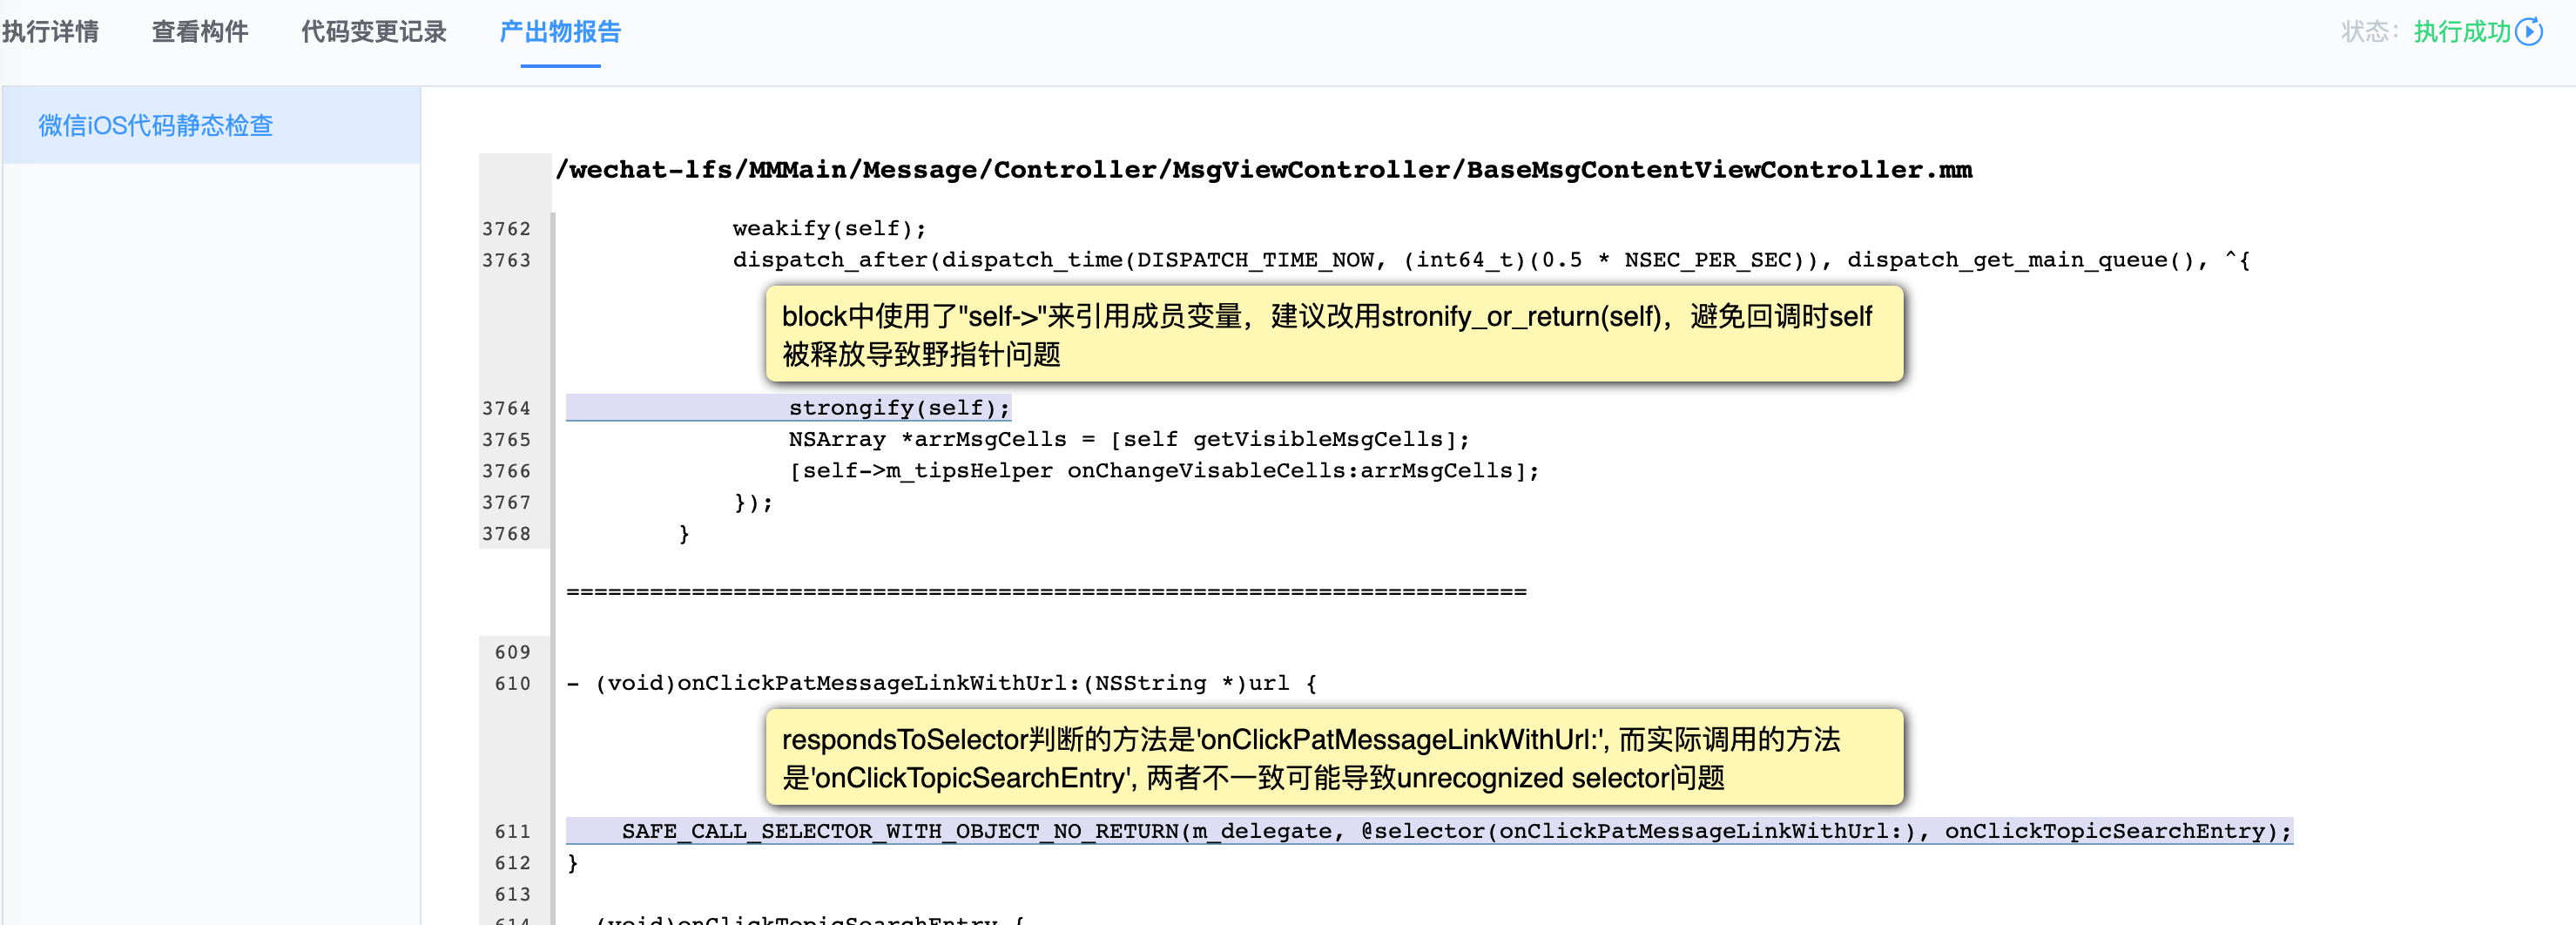 执行详情 查看构件 代码变更记录 产出物报告 状态: 执行成功
微信iOS代码静态检查
/wechat-lfs/MMMain/Message/Controller/MsgViewController/BaseMsgContentViewController.mm
3762 weakify(self);
3763 dispatch_after(dispatch_time(DISPATCH_TIME_NOW, (int64_t)(0.5 * NSEC_PER_SEC)), dispatch_get_main_queue(), ^{
block中使用了"self->"来引用成员变量，建议改用stronify_or_return(self)，避免回调时self
被释放导致野指针问题
3764 strongify(self);
3765 NSArray *arrMsgCells = [self getVisibleMsgCells];
3766 [self->m_tipsHelper onChangeVisableCells:arrMsgCells];
3767 });
3768 }
=====================================================================
609
610 - (void)onClickPatMessageLinkWithUrl:(NSString *)url {
respondsToSelector判断的方法是'onClickPatMessageLinkWithUrl:', 而实际调用的方法
是'onClickTopicSearchEntry', 两者不一致可能导致unrecognized selector问题
611 SAFE_CALL_SELECTOR_WITH_OBJECT_NO_RETURN(m_delegate, @selector(onClickPatMessageLinkWithUrl:), onClickTopicSearchEntry);
612 }
613
614 (void)onClickTopicSearchEntry {